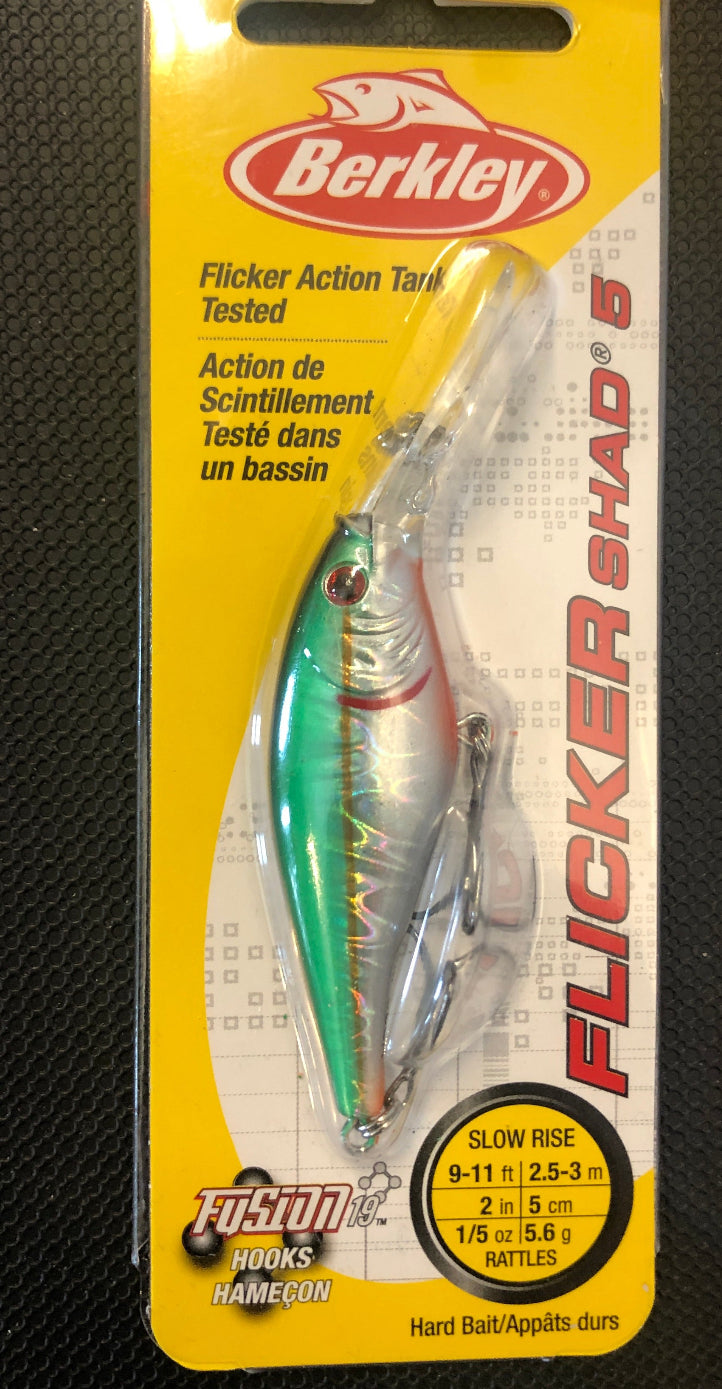 Berkley®
Flicker Action Tank
Tested
Action de
Scintillement
Testé dans
un bassin
FLICKER SHAD® 5
SLOW RISE
9-11 ft | 2.5-3 m
2 in | 5 cm
1/5 oz | 5.6 g
RATTLES
FUSION 19™
HOOKS
HAMEÇON
Hard Bait/Appâts durs